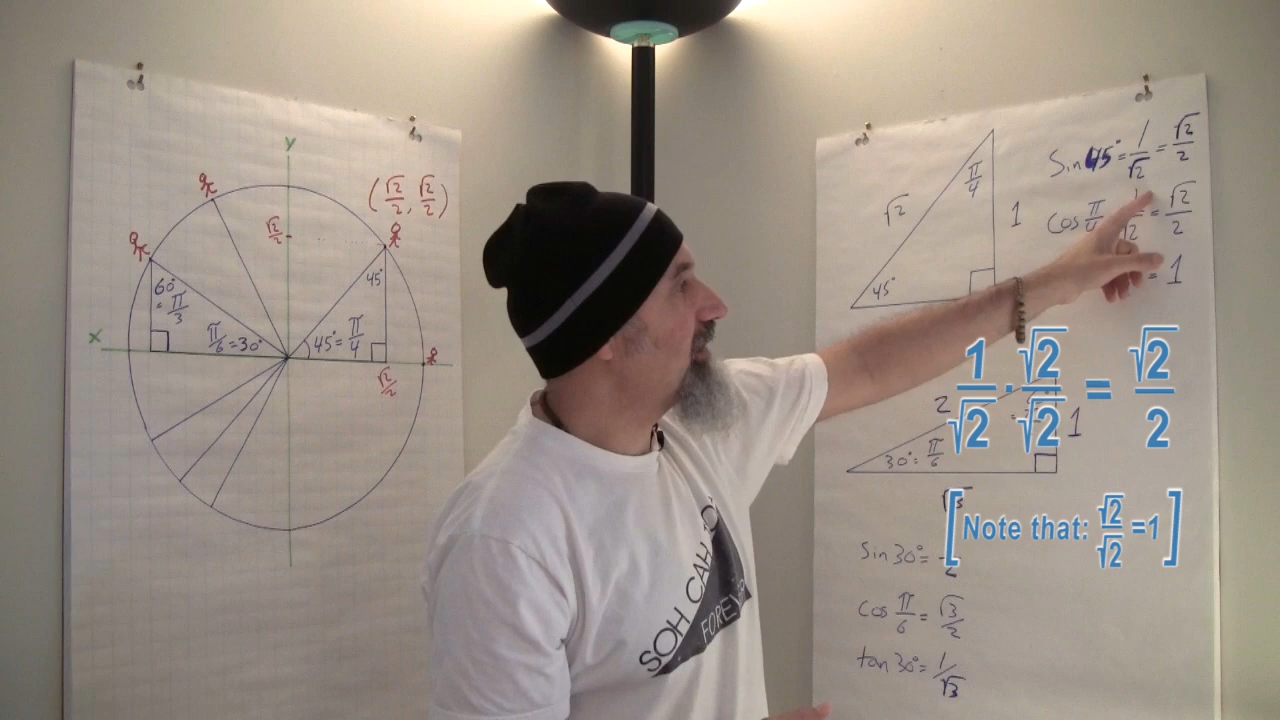 y
(√2/2, √2/2)
√2/2
60°
= π/3
45°
x
π/6=30°
45°=π/4
√2/2
π/4
√2
1
45°
Sin 45°=1/√2=√2/2
cos π/4 = 1/√2=√2/2
= 1
1/√2 · √2/√2 = √2/2
2
1
30°= π/6
√3
[Note that: √2/√2 =1]
Sin 30°=
cos π/6 = √3/2
tan 30°= 1/√3
SOH CAH
FOREVER